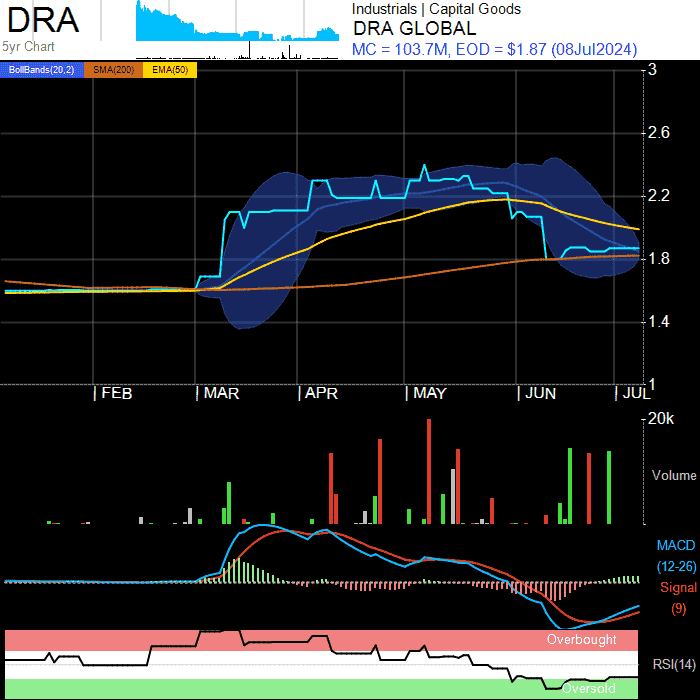 DRA
5yr Chart
Industrials | Capital Goods
DRA GLOBAL
MC = 103.7M, EOD = $1.87 (08Jul2024)
BollBands(20,2) SMA(200) EMA(50)
3
2.6
2.2
1.8
1.4
1
FEB MAR APR MAY JUN JUL
20k
Volume
MACD
(12-26)
Signal
(9)
Overbought
RSI(14)
Oversold